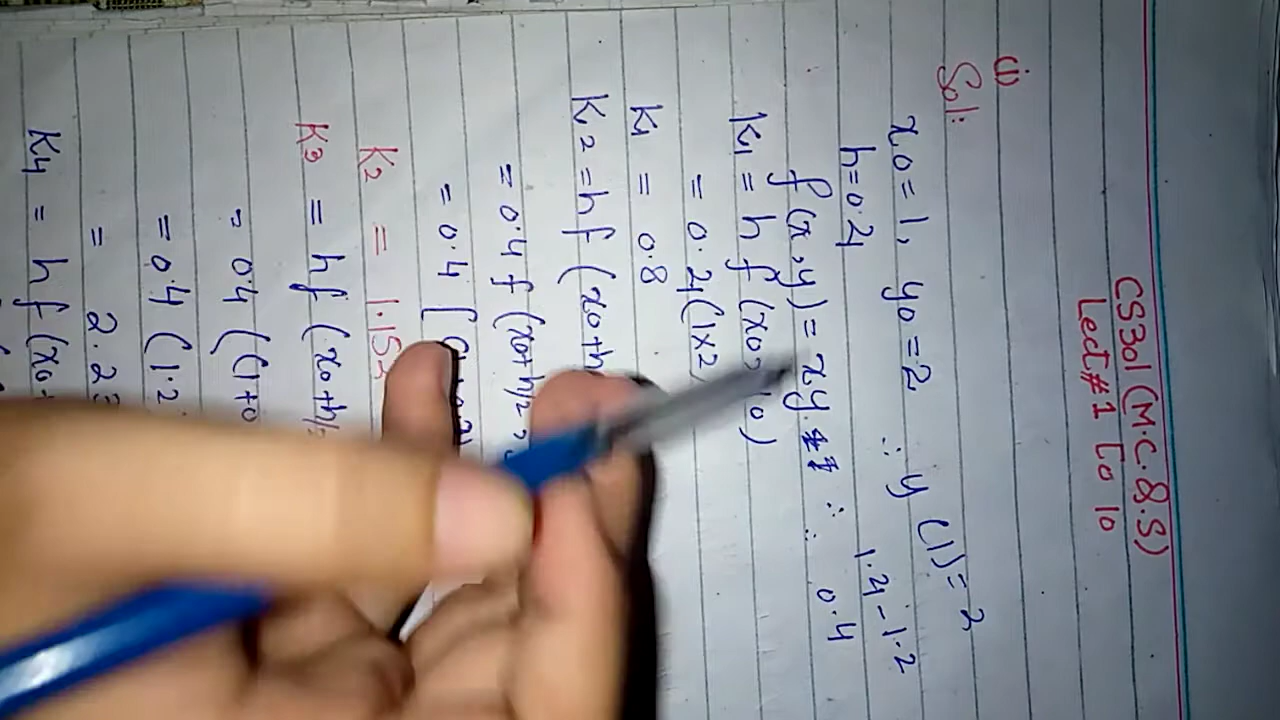 CS301 (M.C.8.S)
Lect.#1 to 10
(i)
Sol:
x0 = 1, y0 = 2 ∴ y(1) = 2
h = 0.4 1.4 - 1.2
f(x,y) = xy ∴ 0.4
K1 = hf(x0,
= 0.4(1×2
K1 = 0.8
K2 = hf(x0+h
= 0.4 f(x0+h/2,
= 0.4 [
K2 = 1.15
K3 = hf(x0+h/
= 0.4 (1+0
= 0.4 (1.2
= 2.2
K4 = hf(x0+